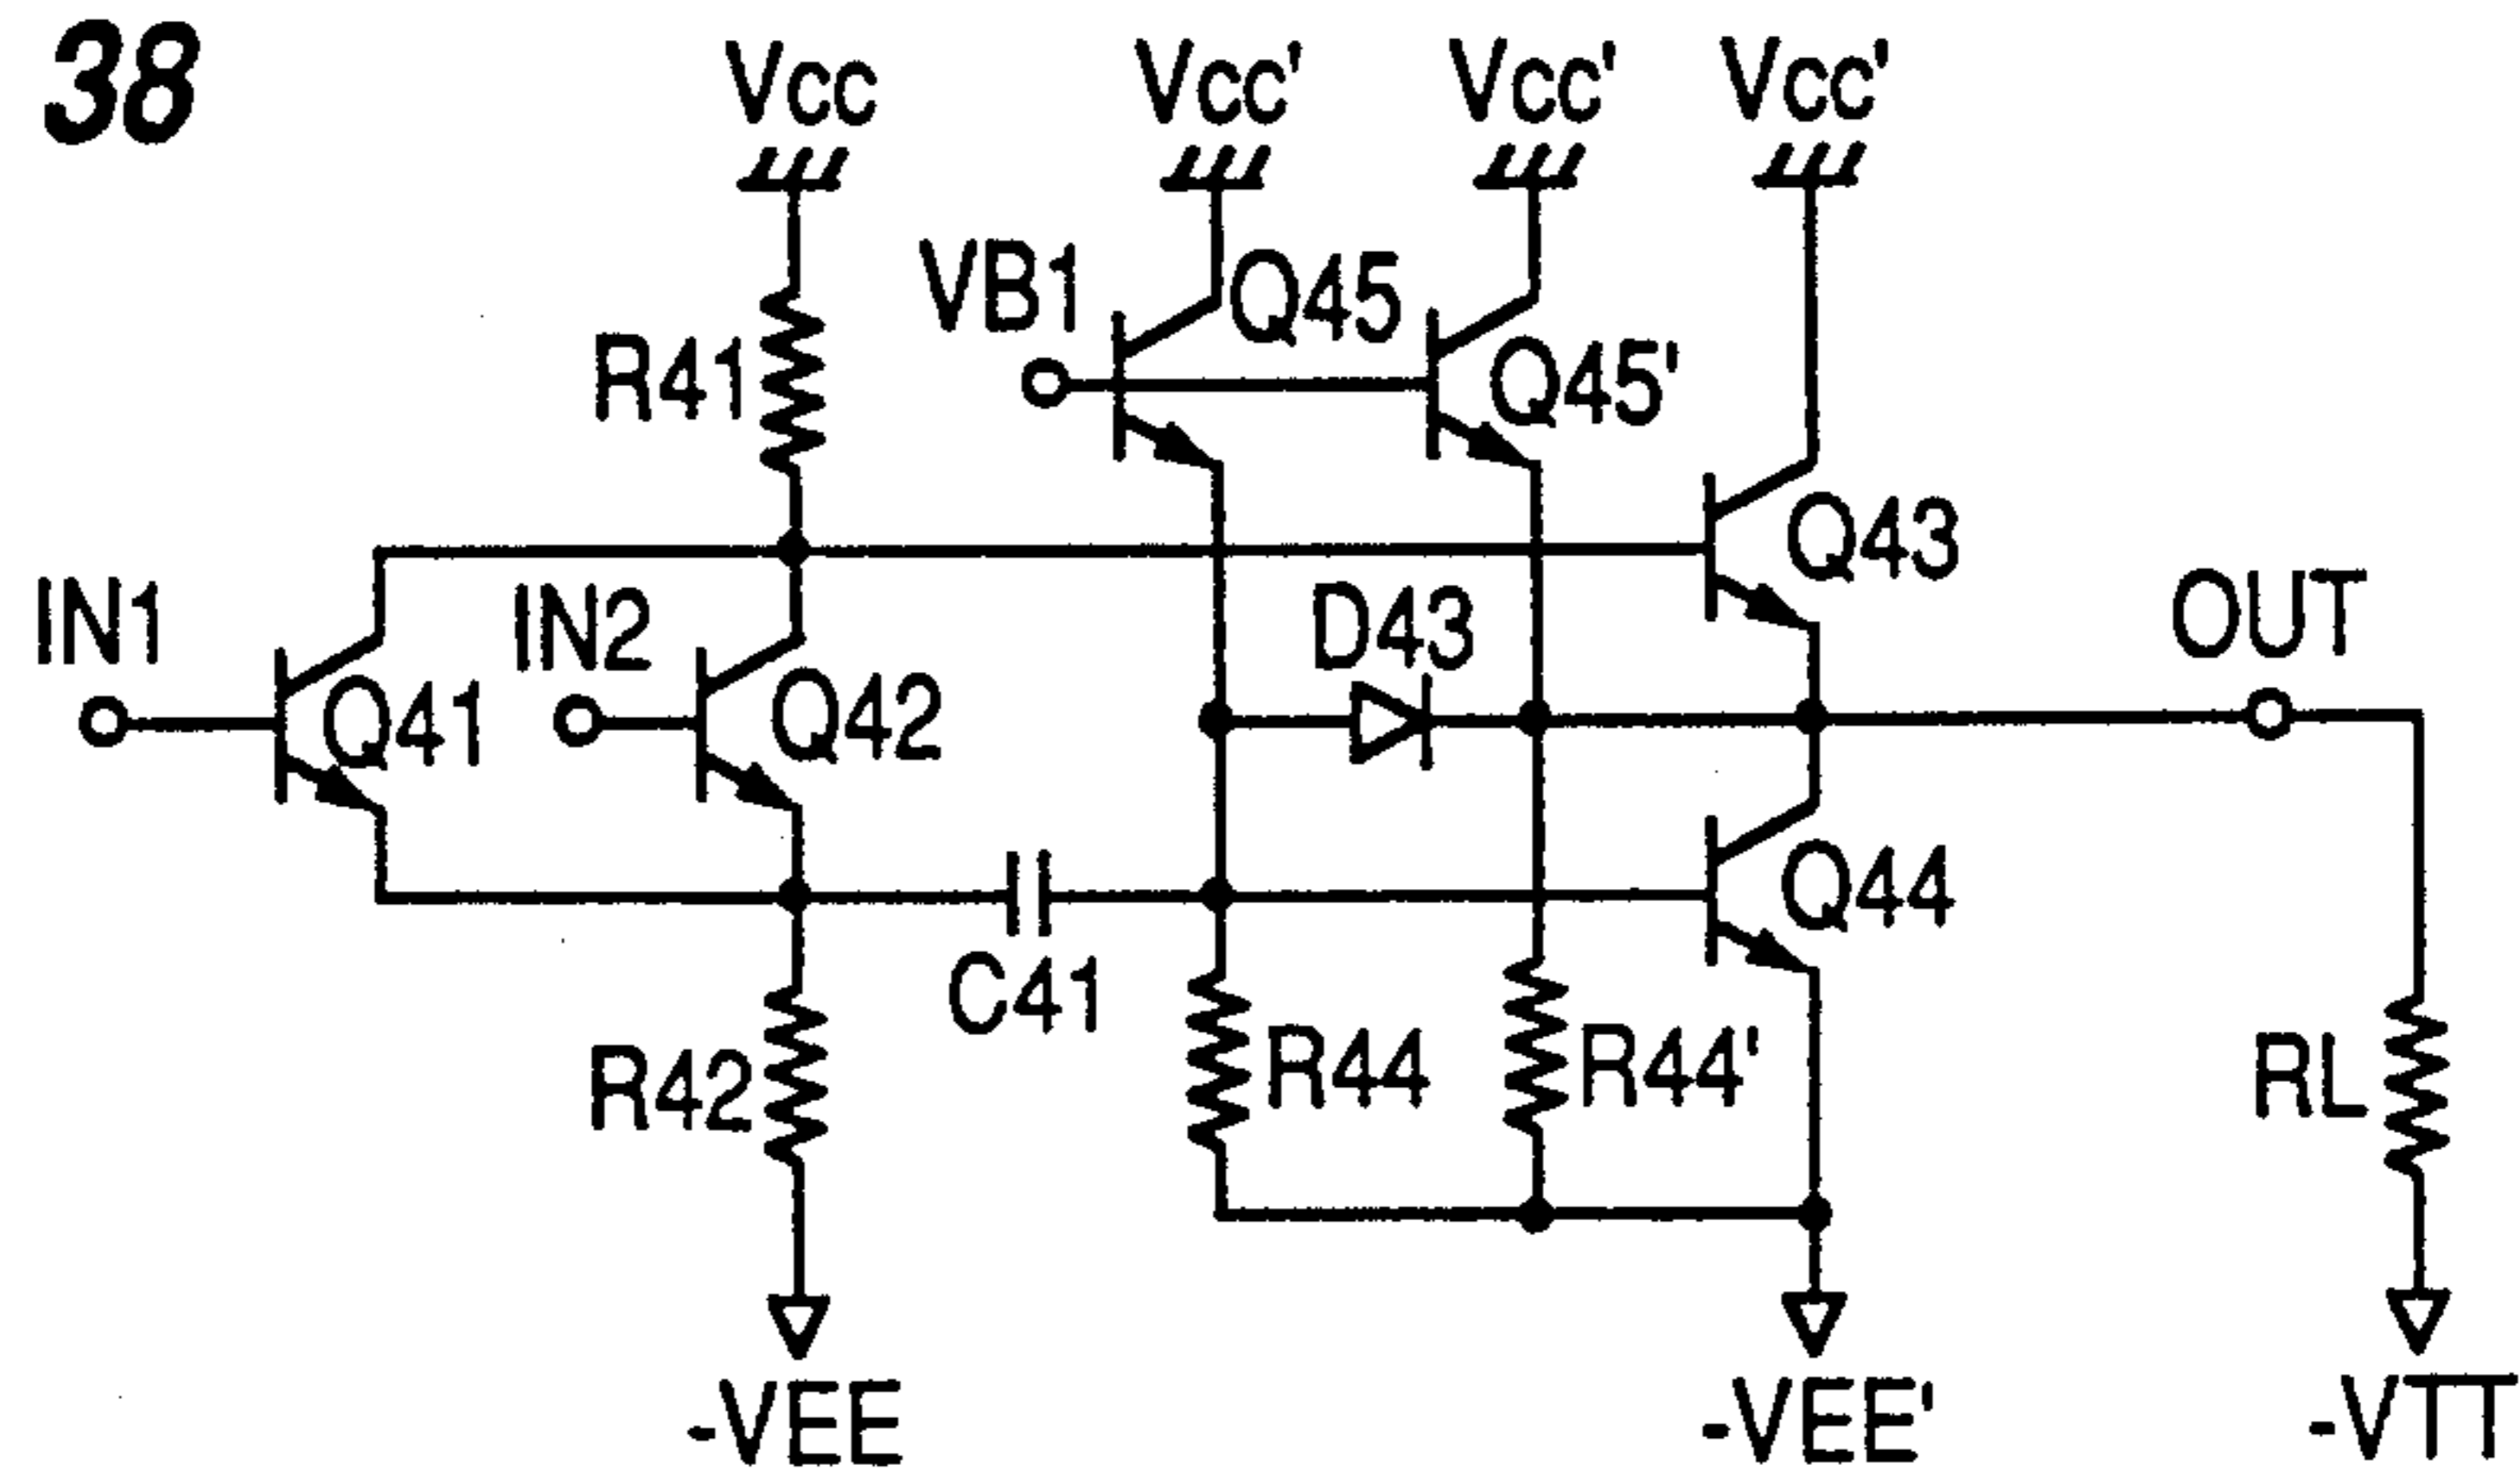 38
Vcc Vcc' Vcc' Vcc'
VB1 Q45
R41 Q45'
Q43
IN1 IN2 D43 OUT
Q41 Q42
Q44
C41
R42 R44 R44' RL
-VEE -VEE' -VTT